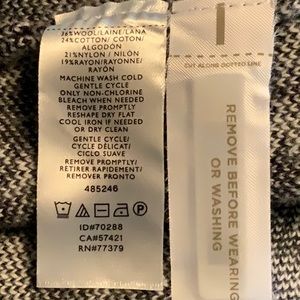 36%WOOL/LAINE/LANA
24%COTTON/ COTON/
ALGODÓN
21%NYLON / NILÓN
19%RAYON/RAYONNE/
RAYÓN
MACHINE WASH COLD
GENTLE CYCLE
ONLY NON-CHLORINE
BLEACH WHEN NEEDED
REMOVE PROMPTLY
RESHAPE DRY FLAT
COOL IRON IF NEEDED TO
DRY CLEAN
GENTLE CYCLE/
CYCLE DÉLICAT/
CICLO SUAVE
REMOVE PROMPTLY/
RETIRER RAPIDEMENT/
REMOVER PRONTO
485246
ID#70288
CA#57421
RN#77379
CUT ALONG DOTTED LINE
REMOVE BEFORE WEARING
OR WASHING